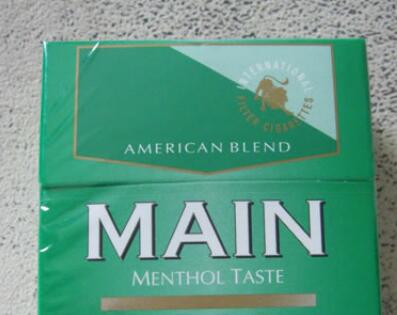 INTERNATIONAL
FILTER CIGARETTES
AMERICAN BLEND
MAIN
MENTHOL TASTE